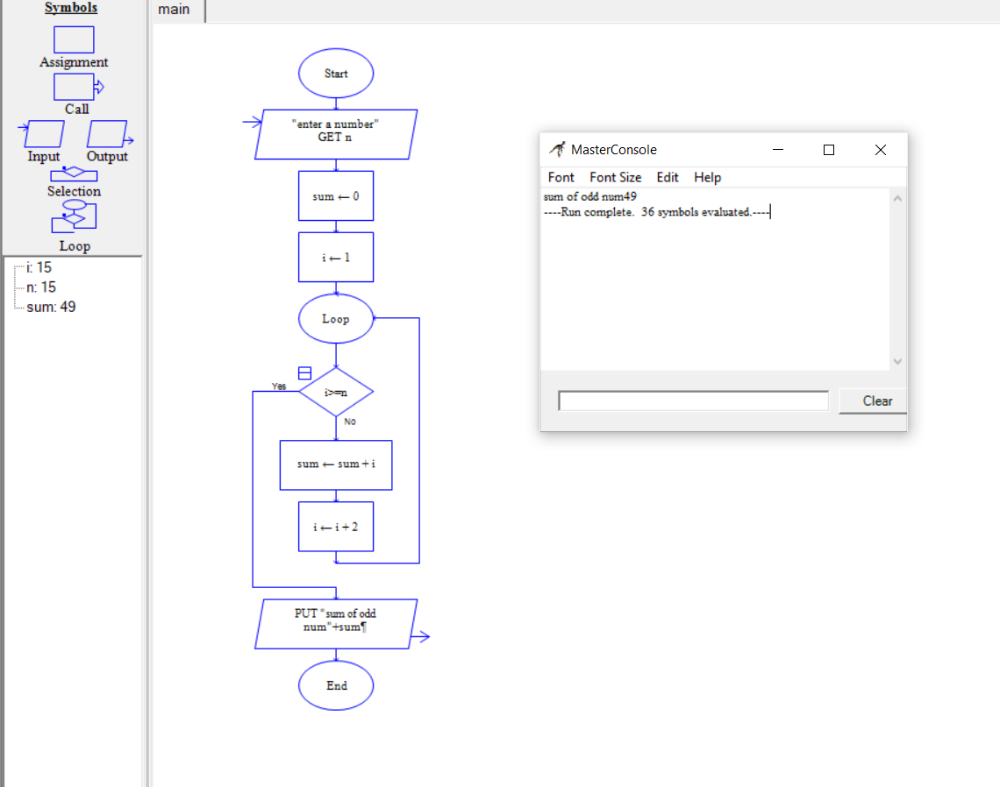 Symbols
Assignment
Call
Input
Output
Selection
Loop
i: 15
n: 15
sum: 49
main
Start
"enter a number"
GET n
sum ← 0
i ← 1
Loop
Yes
i>=n
No
sum ← sum + i
i ← i + 2
PUT "sum of odd
num"+sum¶
End
MasterConsole
Font Font Size Edit Help
sum of odd num49
----Run complete.  36 symbols evaluated.----
Clear